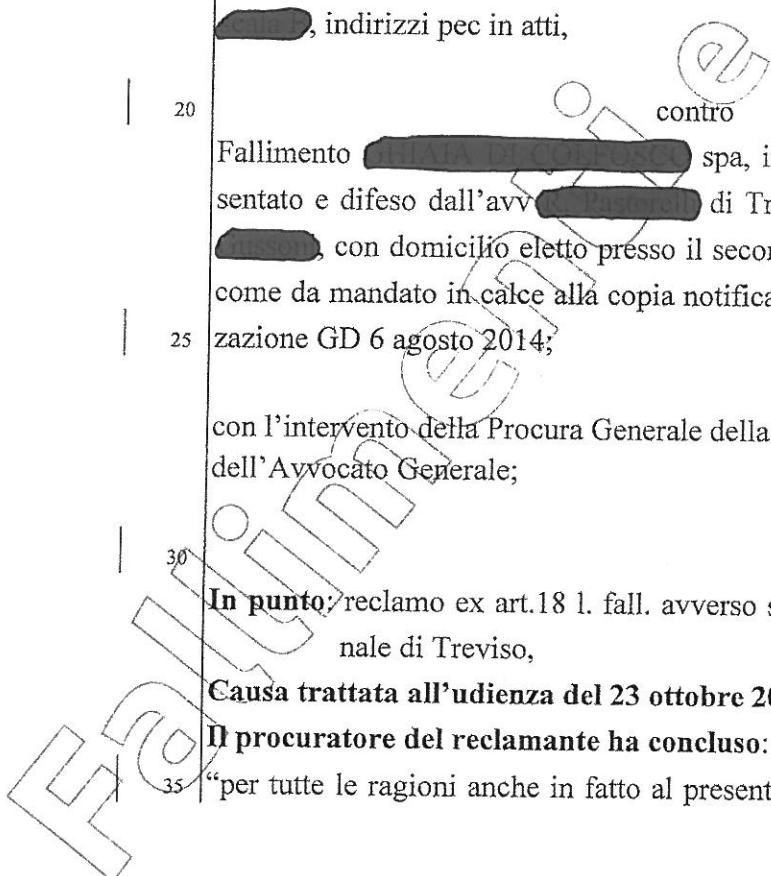 , indirizzi pec in atti,
20 contro
Fallimento spa, i
sentato e difeso dall'avv di Tr
, con domicilio eletto presso il secon
come da mandato in calce alla copia notifica
25 zazione GD 6 agosto 2014;
con l'intervento della Procura Generale della
dell'Avvocato Generale;
30
In punto: reclamo ex art.18 l. fall. avverso s
nale di Treviso,
Causa trattata all'udienza del 23 ottobre 20
Il procuratore del reclamante ha concluso:
35 “per tutte le ragioni anche in fatto al present
Fallimenti e